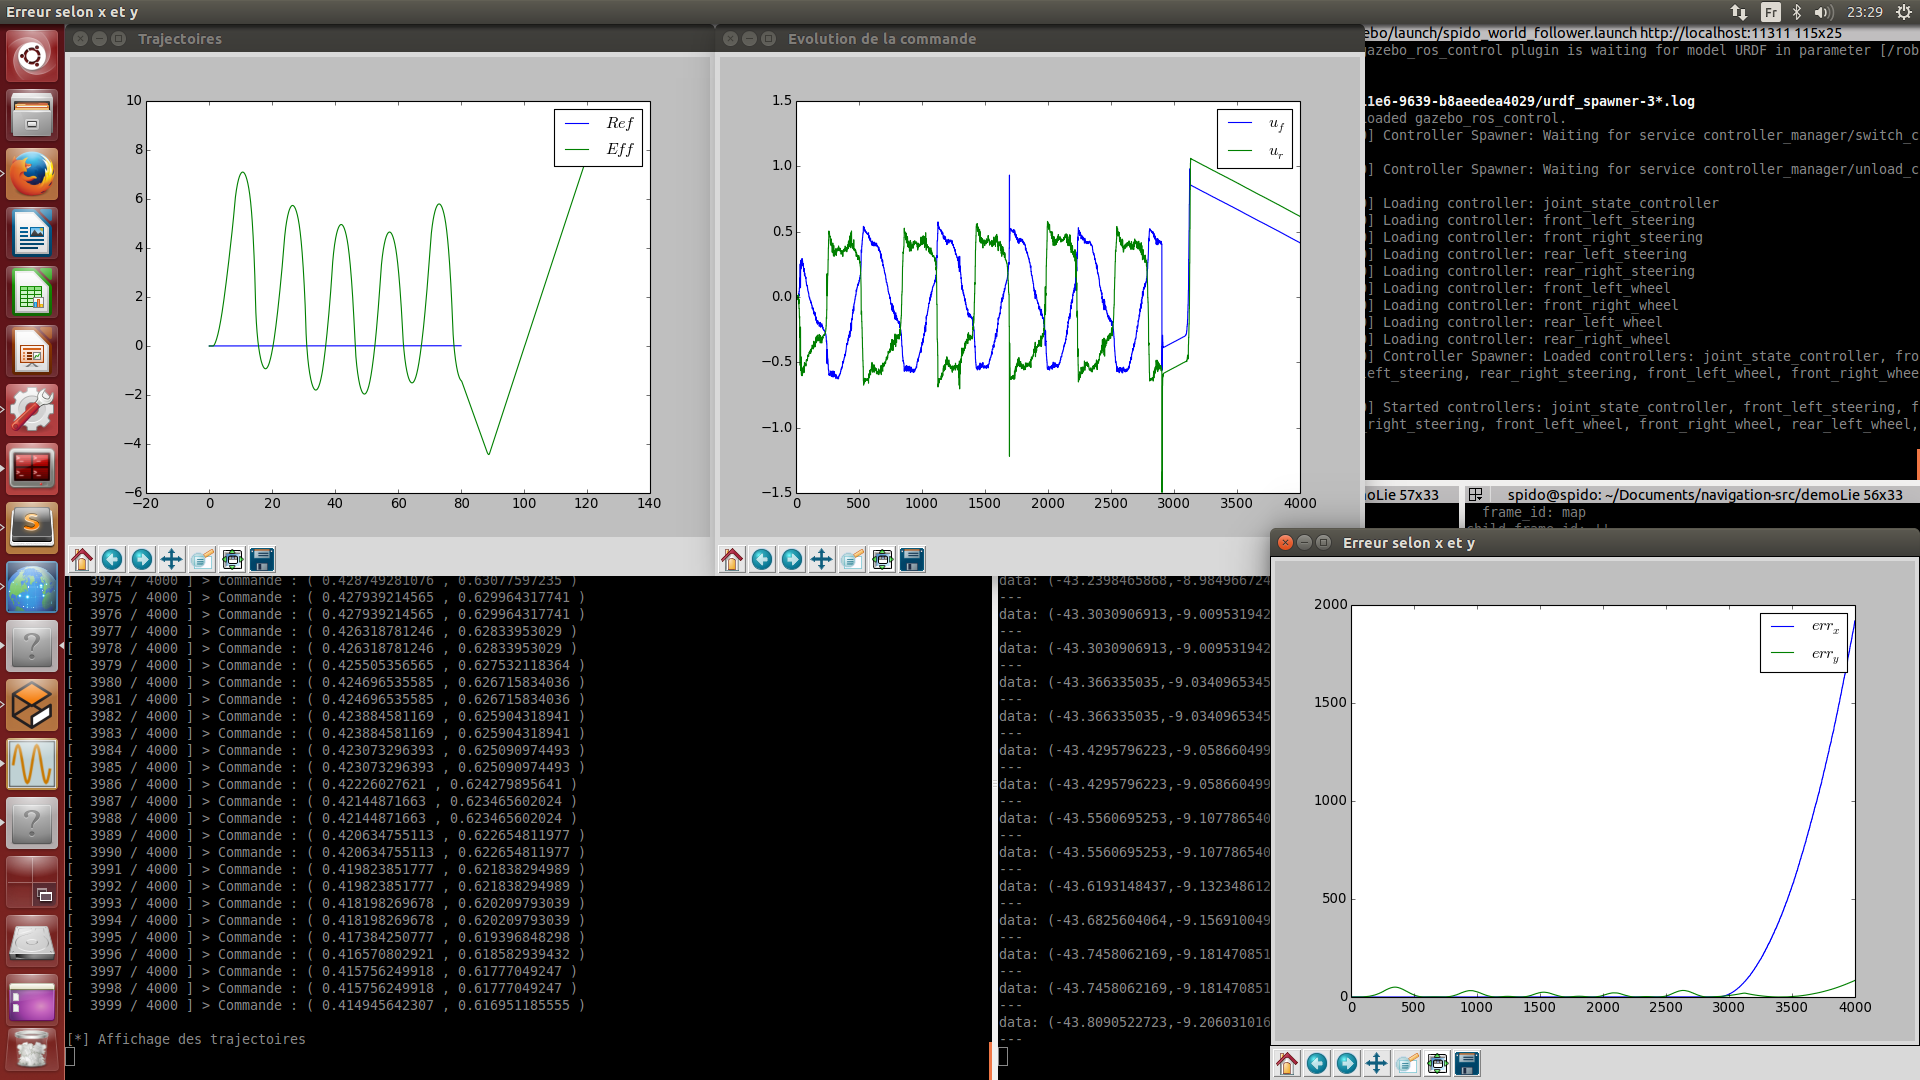 Erreur selon x et y
Fr
23:29
Trajectoires
10
8
6
4
2
0
−2
−4
−6
−20
0
20
40
60
80
100
120
140
Ref
Eff
Evolution de la commande
1.5
1.0
0.5
0.0
−0.5
−1.0
−1.5
0
500
1000
1500
2000
2500
3000
3500
4000
u_f
u_r
ebo/launch/spido_world_follower.launch http://localhost:11311 115x25
azebo_ros_control plugin is waiting for model URDF in parameter [/rob
1e6-9639-b8aeedea4029/urdf_spawner-3*.log
oaded gazebo_ros_control.
] Controller Spawner: Waiting for service controller_manager/switch_c
] Controller Spawner: Waiting for service controller_manager/unload_c
] Loading controller: joint_state_controller
] Loading controller: front_left_steering
] Loading controller: front_right_steering
] Loading controller: rear_left_steering
] Loading controller: rear_right_steering
] Loading controller: front_left_wheel
] Loading controller: front_right_wheel
] Loading controller: rear_left_wheel
] Loading controller: rear_right_wheel
] Controller Spawner: Loaded controllers: joint_state_controller, fro
eft_steering, rear_right_steering, front_left_wheel, front_right_whee
] Started controllers: joint_state_controller, front_left_steering, f
right_steering, front_left_wheel, front_right_wheel, rear_left_wheel,
oLie 57x33
spido@spido: ~/Documents/navigation-src/demoLie 56x33
frame_id: map
child_frame_id: ''
[  3974 / 4000 ] > Commande : ( 0.428749281076 , 0.63077597235 )
[  3975 / 4000 ] > Commande : ( 0.427939214565 , 0.629964317741 )
[  3976 / 4000 ] > Commande : ( 0.427939214565 , 0.629964317741 )
[  3977 / 4000 ] > Commande : ( 0.426318781246 , 0.62833953029 )
[  3978 / 4000 ] > Commande : ( 0.426318781246 , 0.62833953029 )
[  3979 / 4000 ] > Commande : ( 0.425505356565 , 0.627532118364 )
[  3980 / 4000 ] > Commande : ( 0.424696535585 , 0.626715834036 )
[  3981 / 4000 ] > Commande : ( 0.424696535585 , 0.626715834036 )
[  3982 / 4000 ] > Commande : ( 0.423884581169 , 0.625904318941 )
[  3983 / 4000 ] > Commande : ( 0.423884581169 , 0.625904318941 )
[  3984 / 4000 ] > Commande : ( 0.423073296393 , 0.625090974493 )
[  3985 / 4000 ] > Commande : ( 0.423073296393 , 0.625090974493 )
[  3986 / 4000 ] > Commande : ( 0.42226027621 , 0.624279895641 )
[  3987 / 4000 ] > Commande : ( 0.42144871663 , 0.623465602024 )
[  3988 / 4000 ] > Commande : ( 0.42144871663 , 0.623465602024 )
[  3989 / 4000 ] > Commande : ( 0.420634755113 , 0.622654811977 )
[  3990 / 4000 ] > Commande : ( 0.420634755113 , 0.622654811977 )
[  3991 / 4000 ] > Commande : ( 0.419823851777 , 0.621838294989 )
[  3992 / 4000 ] > Commande : ( 0.419823851777 , 0.621838294989 )
[  3993 / 4000 ] > Commande : ( 0.418198269678 , 0.620209793039 )
[  3994 / 4000 ] > Commande : ( 0.418198269678 , 0.620209793039 )
[  3995 / 4000 ] > Commande : ( 0.417384250777 , 0.619396848298 )
[  3996 / 4000 ] > Commande : ( 0.416570802921 , 0.618582939432 )
[  3997 / 4000 ] > Commande : ( 0.415756249918 , 0.61777049247 )
[  3998 / 4000 ] > Commande : ( 0.415756249918 , 0.61777049247 )
[  3999 / 4000 ] > Commande : ( 0.414945642307 , 0.616951185555 )
[*] Affichage des trajectoires
data: (-43.2398465868,-8.984966724
---
data: (-43.3030906913,-9.009531942
---
data: (-43.3030906913,-9.009531942
---
data: (-43.366335035,-9.0340965345
---
data: (-43.366335035,-9.0340965345
---
data: (-43.4295796223,-9.058660499
---
data: (-43.4295796223,-9.058660499
---
data: (-43.5560695253,-9.107786540
---
data: (-43.5560695253,-9.107786540
---
data: (-43.6193148437,-9.132348612
---
data: (-43.6825604064,-9.156910049
---
data: (-43.7458062169,-9.181470851
---
data: (-43.7458062169,-9.181470851
---
data: (-43.8090522723,-9.206031016
---
Erreur selon x et y
2000
1500
1000
500
0
0
500
1000
1500
2000
2500
3000
3500
4000
err_x
err_y